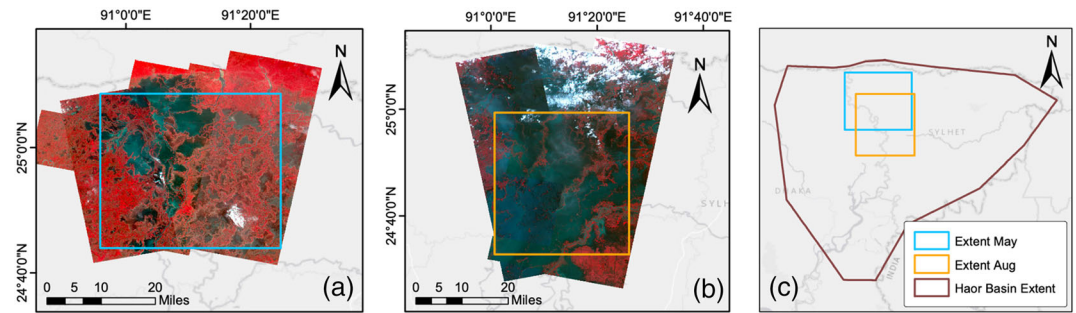 91°0'0"E 91°20'0"E
N
25°0'0"N
24°40'0"N
0 5 10 20
Miles
(a)
91°0'0"E 91°20'0"E 91°40'0"E
N
25°0'0"N
24°40'0"N
SYLH
0 5 10 20
Miles
(b)
N
SYLHET
DHAKA
INDIA
Extent May
Extent Aug
Haor Basin Extent
(c)